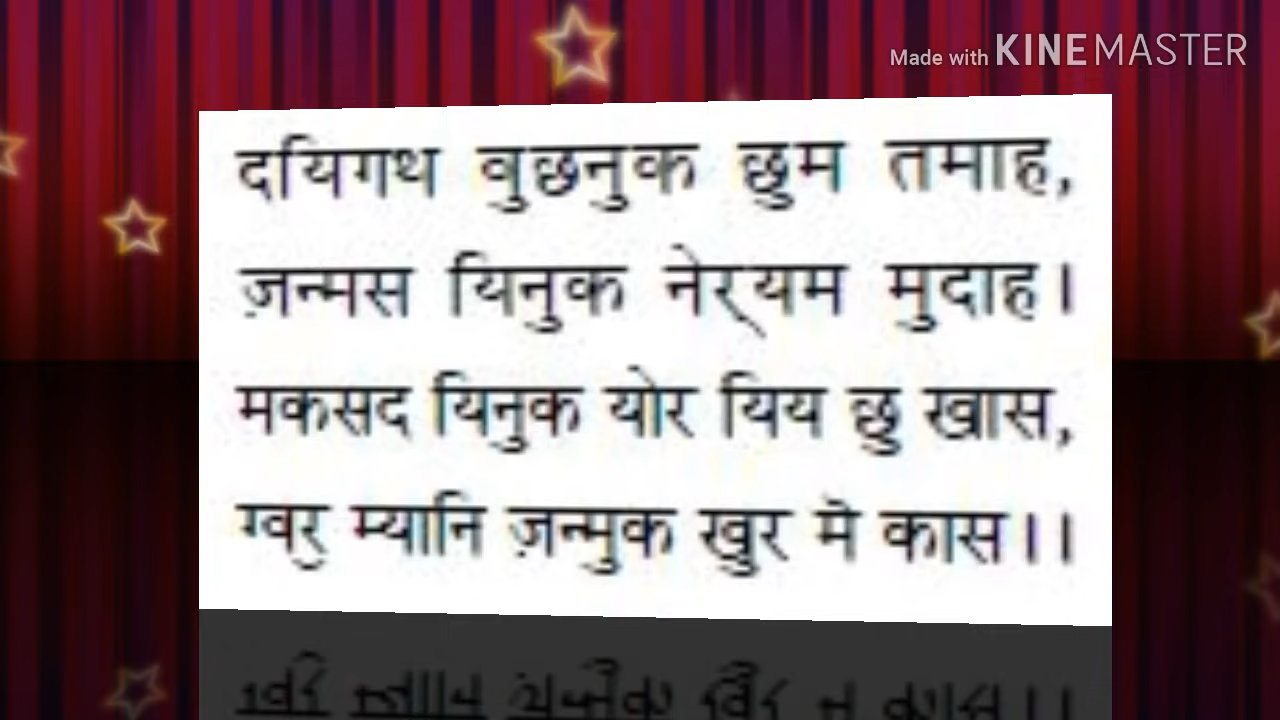 Made with KINEMASTER
दयिगथ वुछनुक छुम तमाह,
ज़न्मस यिनुक नेर्‍यम मुदाह।
मकसद यिनुक योर यिय छु खास,
ग्वरु म्यानि ज़न्मुक खुर मे कास।।